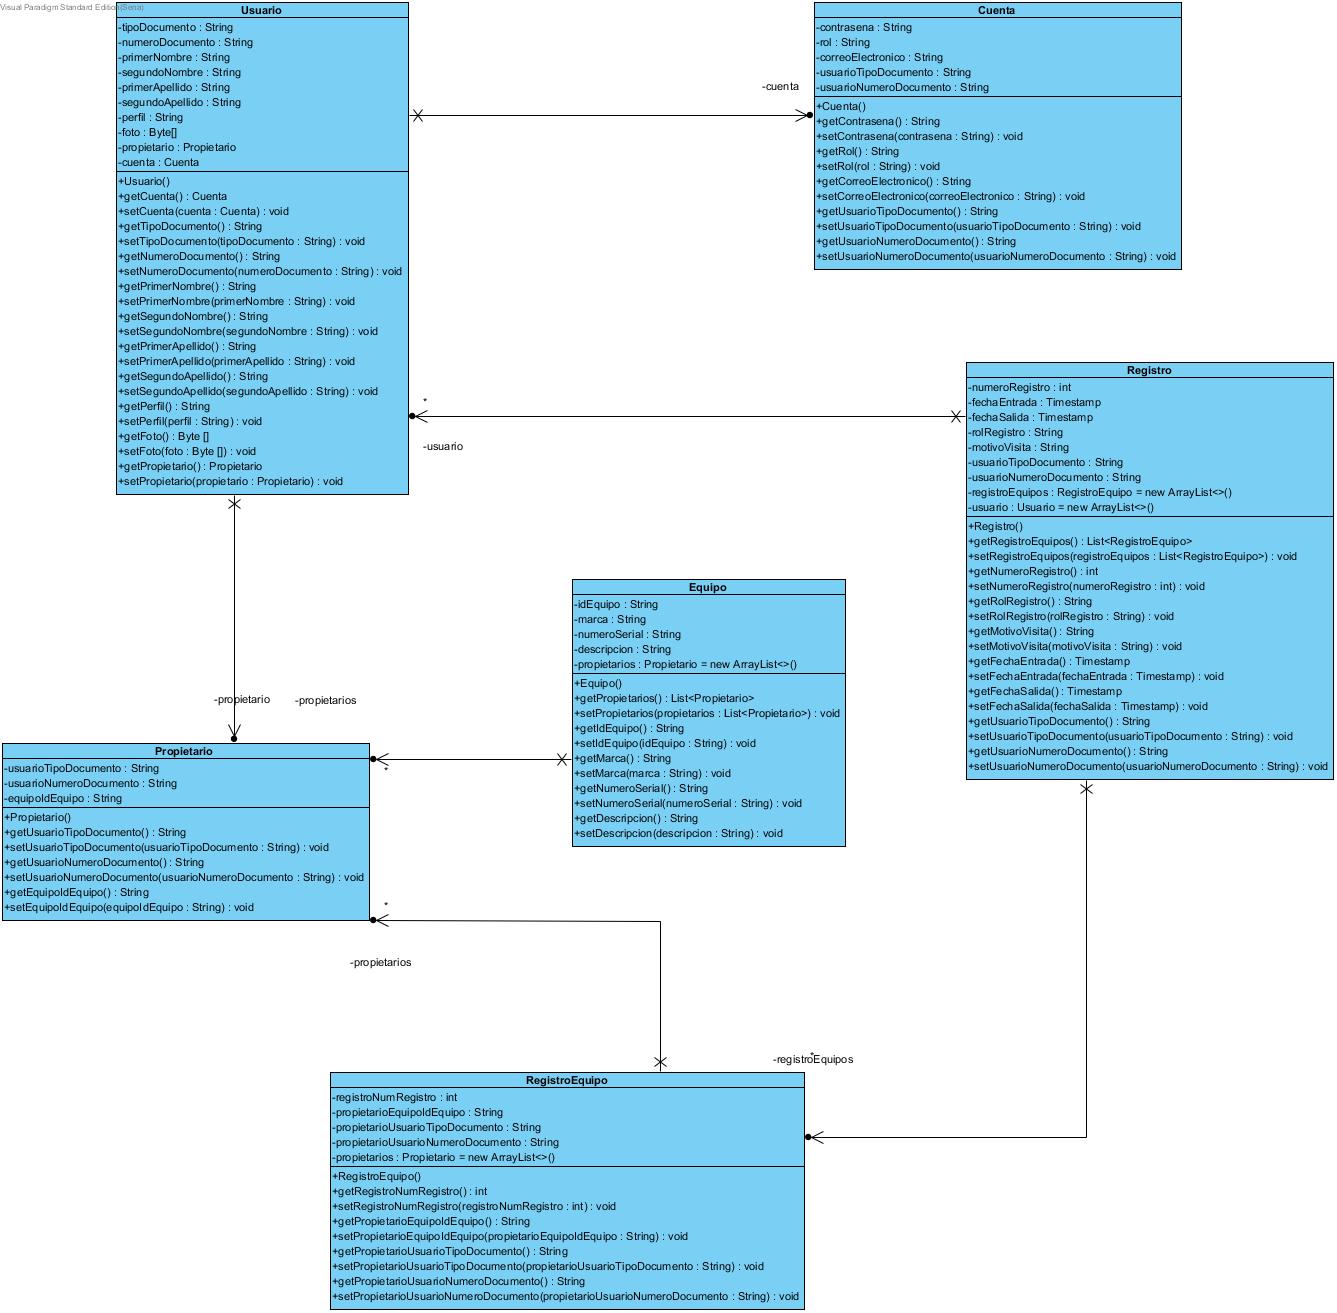 Visual Paradigm Standard Edition(Sena)
Usuario
-tipoDocumento : String
-numeroDocumento : String
-primerNombre : String
-segundoNombre : String
-primerApellido : String
-segundoApellido : String
-perfil : String
-foto : Byte[]
-propietario : Propietario
-cuenta : Cuenta
+Usuario()
+getCuenta() : Cuenta
+setCuenta(cuenta : Cuenta) : void
+getTipoDocumento() : String
+setTipoDocumento(tipoDocumento : String) : void
+getNumeroDocumento() : String
+setNumeroDocumento(numeroDocumento : String) : void
+getPrimerNombre() : String
+setPrimerNombre(primerNombre : String) : void
+getSegundoNombre() : String
+setSegundoNombre(segundoNombre : String) : void
+getPrimerApellido() : String
+setPrimerApellido(primerApellido : String) : void
+getSegundoApellido() : String
+setSegundoApellido(segundoApellido : String) : void
+getPerfil() : String
+setPerfil(perfil : String) : void
+getFoto() : Byte []
+setFoto(foto : Byte []) : void
+getPropietario() : Propietario
+setPropietario(propietario : Propietario) : void
-cuenta
Cuenta
-contrasena : String
-rol : String
-correoElectronico : String
-usuarioTipoDocumento : String
-usuarioNumeroDocumento : String
+Cuenta()
+getContrasena() : String
+setContrasena(contrasena : String) : void
+getRol() : String
+setRol(rol : String) : void
+getCorreoElectronico() : String
+setCorreoElectronico(correoElectronico : String) : void
+getUsuarioTipoDocumento() : String
+setUsuarioTipoDocumento(usuarioTipoDocumento : String) : void
+getUsuarioNumeroDocumento() : String
+setUsuarioNumeroDocumento(usuarioNumeroDocumento : String) : void
*
-usuario
Registro
-numeroRegistro : int
-fechaEntrada : Timestamp
-fechaSalida : Timestamp
-rolRegistro : String
-motivoVisita : String
-usuarioTipoDocumento : String
-usuarioNumeroDocumento : String
-registroEquipos : RegistroEquipo = new ArrayList<>()
-usuario : Usuario = new ArrayList<>()
+Registro()
+getRegistroEquipos() : List<RegistroEquipo>
+setRegistroEquipos(registroEquipos : List<RegistroEquipo>) : void
+getNumeroRegistro() : int
+setNumeroRegistro(numeroRegistro : int) : void
+getRolRegistro() : String
+setRolRegistro(rolRegistro : String) : void
+getMotivoVisita() : String
+setMotivoVisita(motivoVisita : String) : void
+getFechaEntrada() : Timestamp
+setFechaEntrada(fechaEntrada : Timestamp) : void
+getFechaSalida() : Timestamp
+setFechaSalida(fechaSalida : Timestamp) : void
+getUsuarioTipoDocumento() : String
+setUsuarioTipoDocumento(usuarioTipoDocumento : String) : void
+getUsuarioNumeroDocumento() : String
+setUsuarioNumeroDocumento(usuarioNumeroDocumento : String) : void
Equipo
-idEquipo : String
-marca : String
-numeroSerial : String
-descripcion : String
-propietarios : Propietario = new ArrayList<>()
+Equipo()
+getPropietarios() : List<Propietario>
+setPropietarios(propietarios : List<Propietario>) : void
+getIdEquipo() : String
+setIdEquipo(idEquipo : String) : void
+getMarca() : String
+setMarca(marca : String) : void
+getNumeroSerial() : String
+setNumeroSerial(numeroSerial : String) : void
+getDescripcion() : String
+setDescripcion(descripcion : String) : void
-propietario
-propietarios
*
Propietario
-usuarioTipoDocumento : String
-usuarioNumeroDocumento : String
-equipoIdEquipo : String
+Propietario()
+getUsuarioTipoDocumento() : String
+setUsuarioTipoDocumento(usuarioTipoDocumento : String) : void
+getUsuarioNumeroDocumento() : String
+setUsuarioNumeroDocumento(usuarioNumeroDocumento : String) : void
+getEquipoIdEquipo() : String
+setEquipoIdEquipo(equipoIdEquipo : String) : void
*
-propietarios
*
-registroEquipos
RegistroEquipo
-registroNumRegistro : int
-propietarioEquipoIdEquipo : String
-propietarioUsuarioTipoDocumento : String
-propietarioUsuarioNumeroDocumento : String
-propietarios : Propietario = new ArrayList<>()
+RegistroEquipo()
+getRegistroNumRegistro() : int
+setRegistroNumRegistro(registroNumRegistro : int) : void
+getPropietarioEquipoIdEquipo() : String
+setPropietarioEquipoIdEquipo(propietarioEquipoIdEquipo : String) : void
+getPropietarioUsuarioTipoDocumento() : String
+setPropietarioUsuarioTipoDocumento(propietarioUsuarioTipoDocumento : String) : void
+getPropietarioUsuarioNumeroDocumento() : String
+setPropietarioUsuarioNumeroDocumento(propietarioUsuarioNumeroDocumento : String) : void